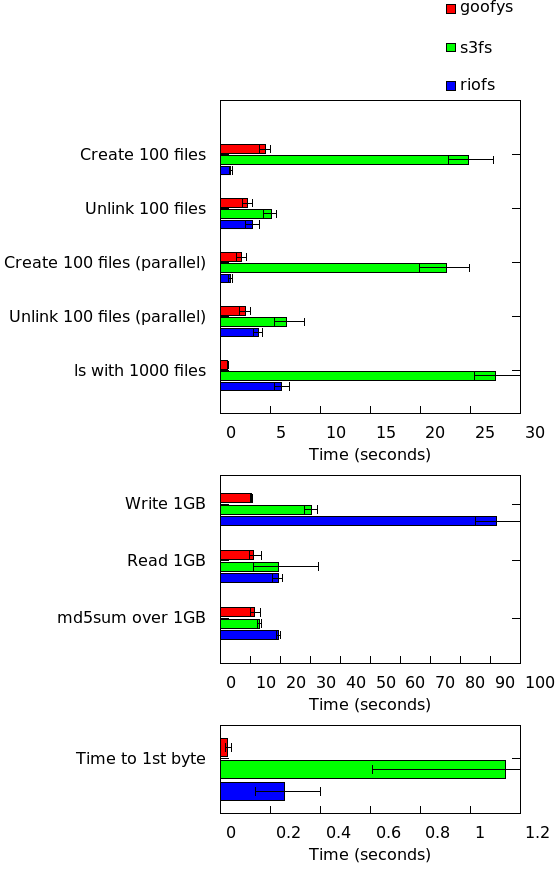 goofys
s3fs
riofs
Create 100 files
Unlink 100 files
Create 100 files (parallel)
Unlink 100 files (parallel)
ls with 1000 files
0 5 10 15 20 25 30
Time (seconds)
Write 1GB
Read 1GB
md5sum over 1GB
0 10 20 30 40 50 60 70 80 90 100
Time (seconds)
Time to 1st byte
0 0.2 0.4 0.6 0.8 1 1.2
Time (seconds)